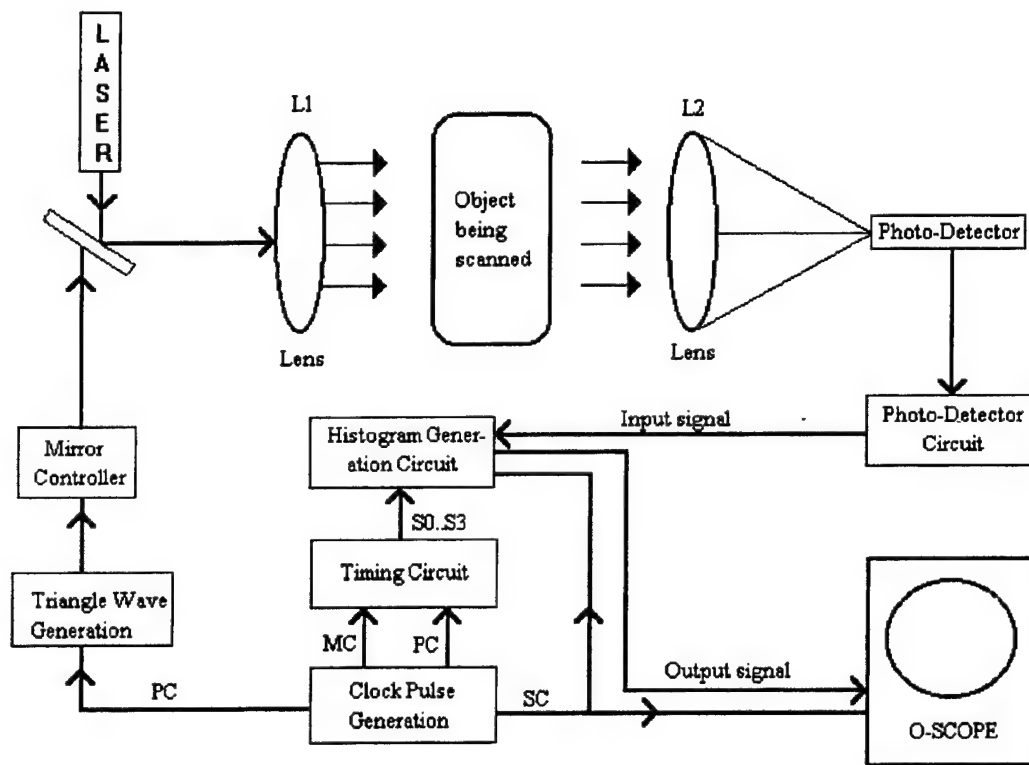 LASER
L1
L2
Object
being
scanned
Photo-Detector
Lens
Lens
Input signal
Photo-Detector
Circuit
Histogram Gener-
ation Circuit
Mirror
Controller
S0..S3
Timing Circuit
Triangle Wave
Generation
MC
PC
Output signal
PC
Clock Pulse
Generation
SC
O-SCOPE